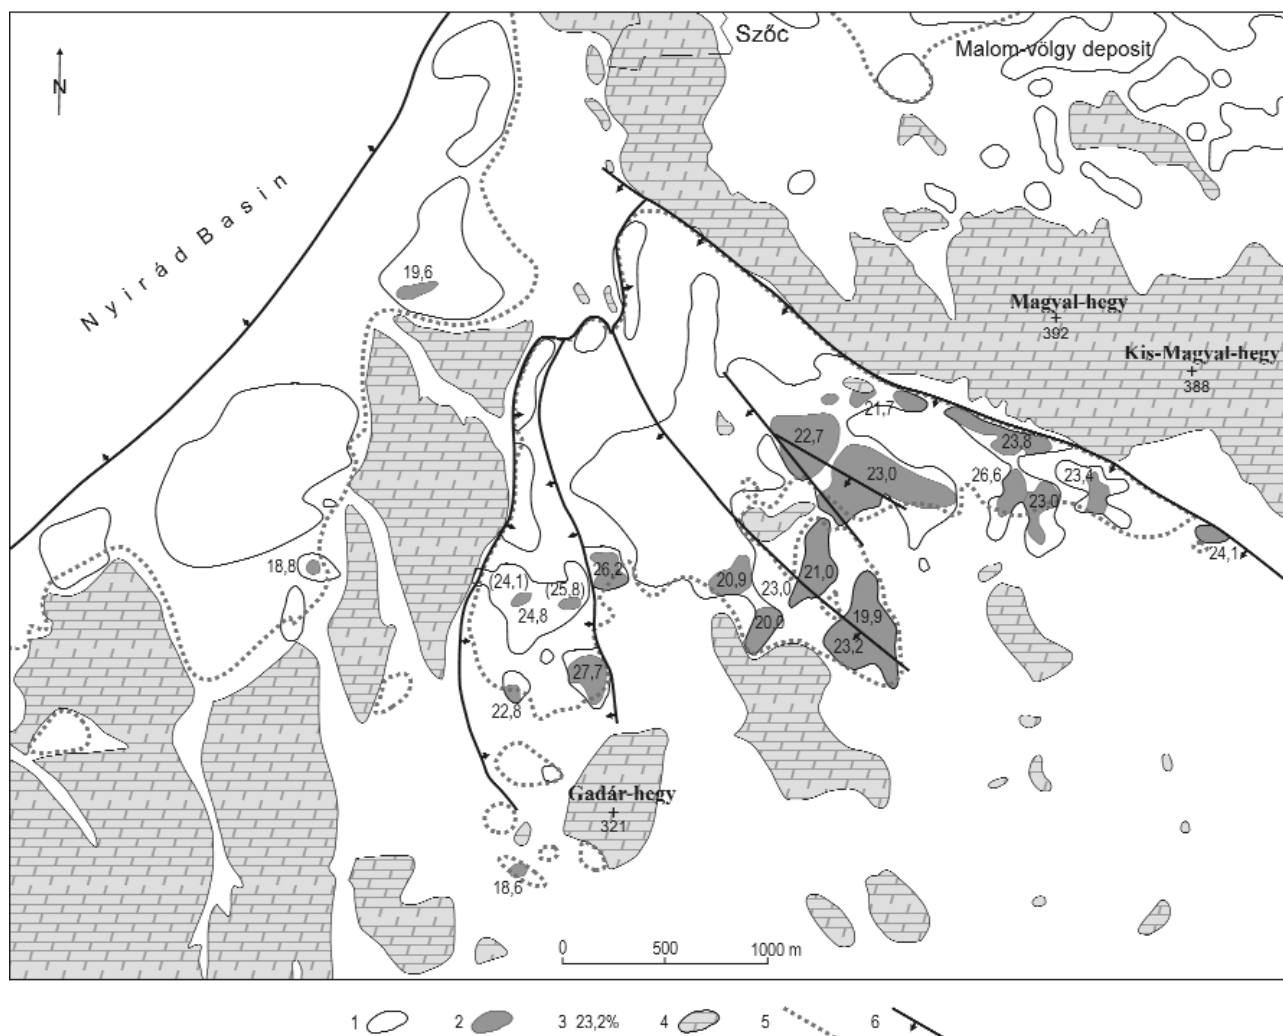 Szőc
Malom-völgy deposit
N
Nyirád Basin
19,6
Magyal-hegy
392
Kis-Magyal-hegy
388
21,7
22,7
23,8
23,0
26,6
23,4
23,0
24,1
18,8
(24,1)
(25,8)
26,2
24,8
20,9
23,0
21,0
20,0
19,9
23,2
27,7
22,8
Gadár-hegy
321
18,6
0 500 1000 m
1 2 3 23,2% 4 5 6